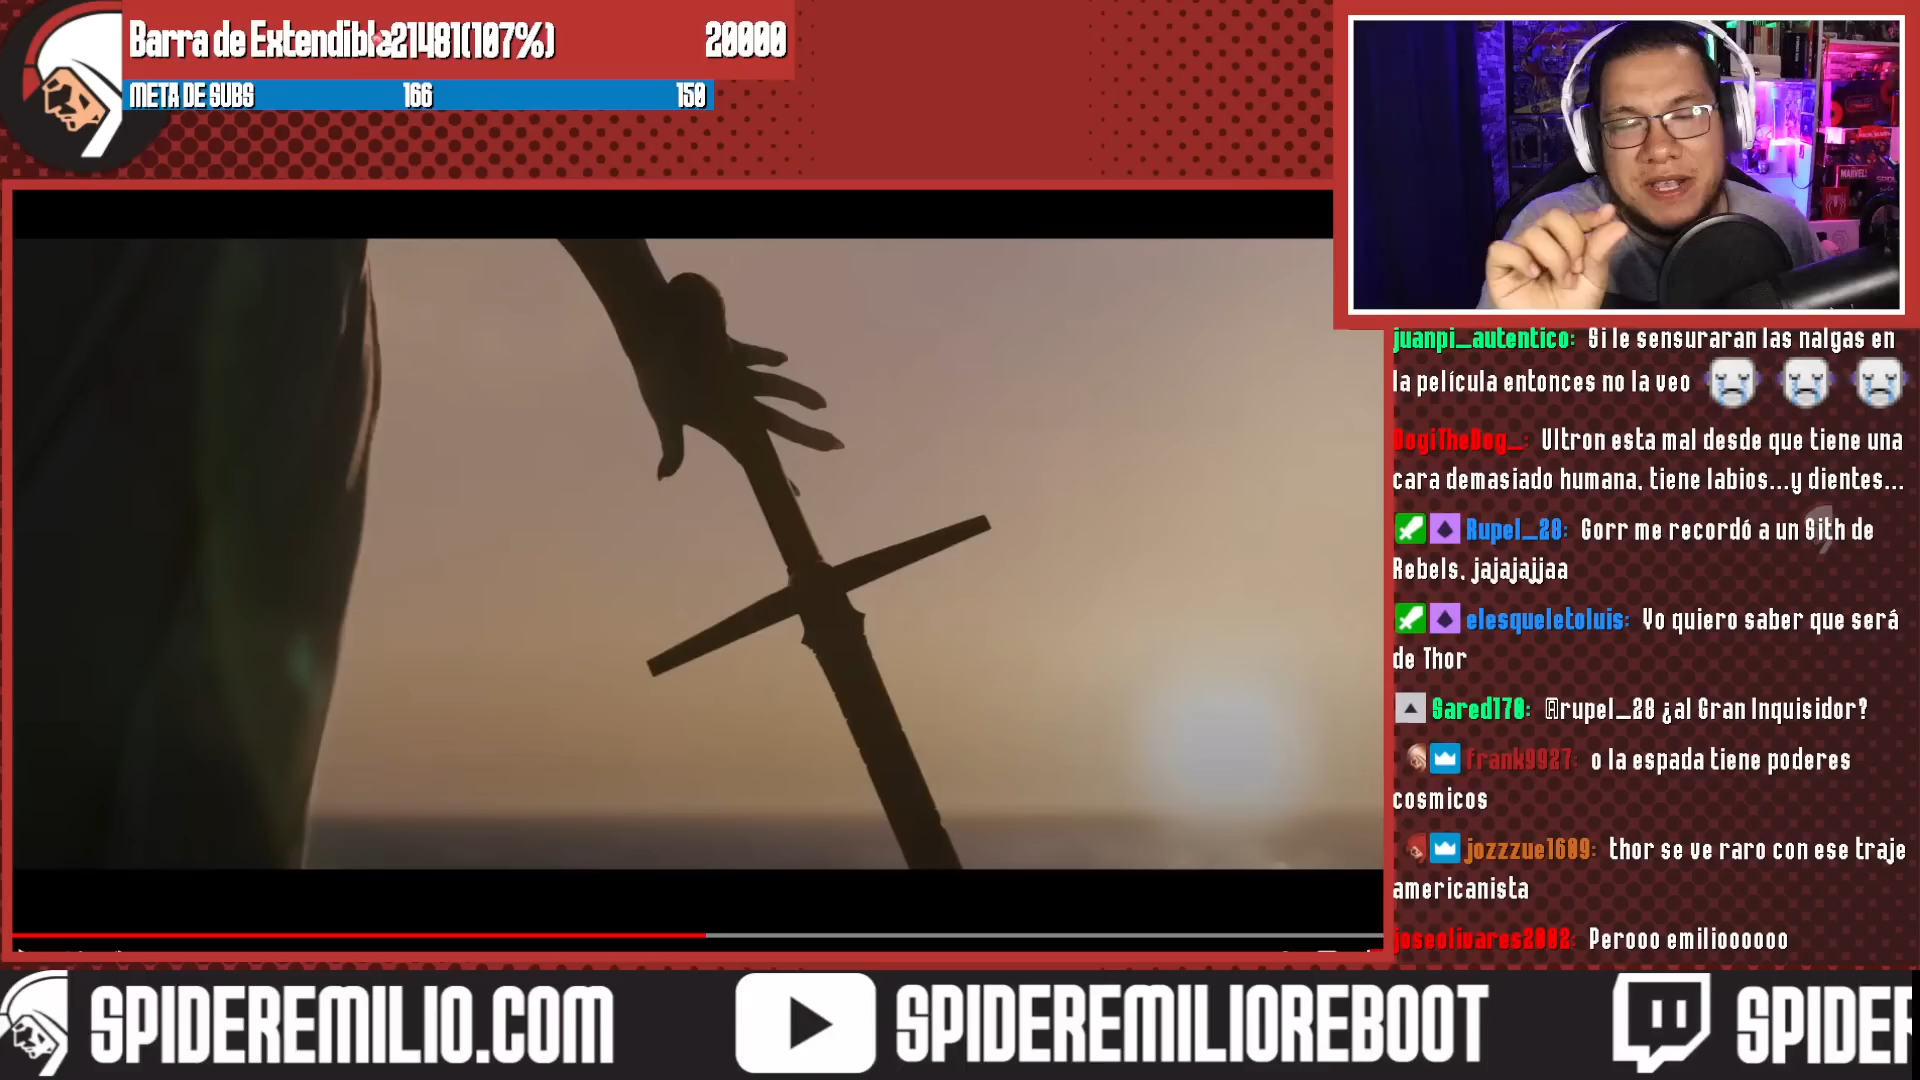 Barra de Extendible 21481(107%) 20000
META DE SUBS 166 150
MARVEL
juanpi_autentico: Si le sensuraran las nalgas en
la película entonces no la veo
DogiTheDog_: Ultron esta mal desde que tiene una
cara demasiado humana, tiene labios...y dientes...
Rupel_28: Gorr me recordó a un Sith de
Rebels, jajajajjaa
elesqueletoluis: Yo quiero saber que será
de Thor
Sared170: @rupel_28 ¿al Gran Inquisidor?
frank9927: o la espada tiene poderes
cosmicos
jozzzue1609: thor se ve raro con ese traje
americanista
joseolivares2002: Perooo emilioooooo
SPIDEREMILIO.COM SPIDEREMILIOREBOOT SPIDER